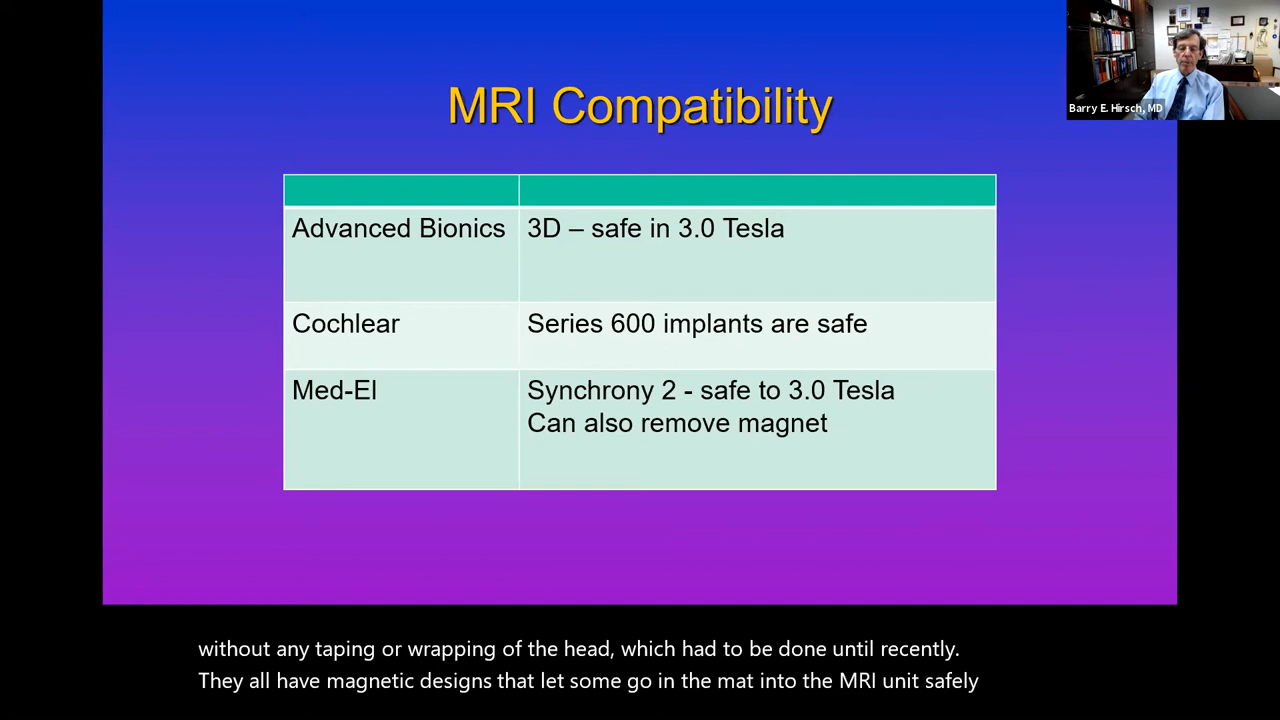 MRI Compatibility
Barry E. Hirsch, MD
Advanced Bionics
3D – safe in 3.0 Tesla
Cochlear
Series 600 implants are safe
Med-El
Synchrony 2 - safe to 3.0 Tesla
Can also remove magnet
without any taping or wrapping of the head, which had to be done until recently.
They all have magnetic designs that let some go in the mat into the MRI unit safely